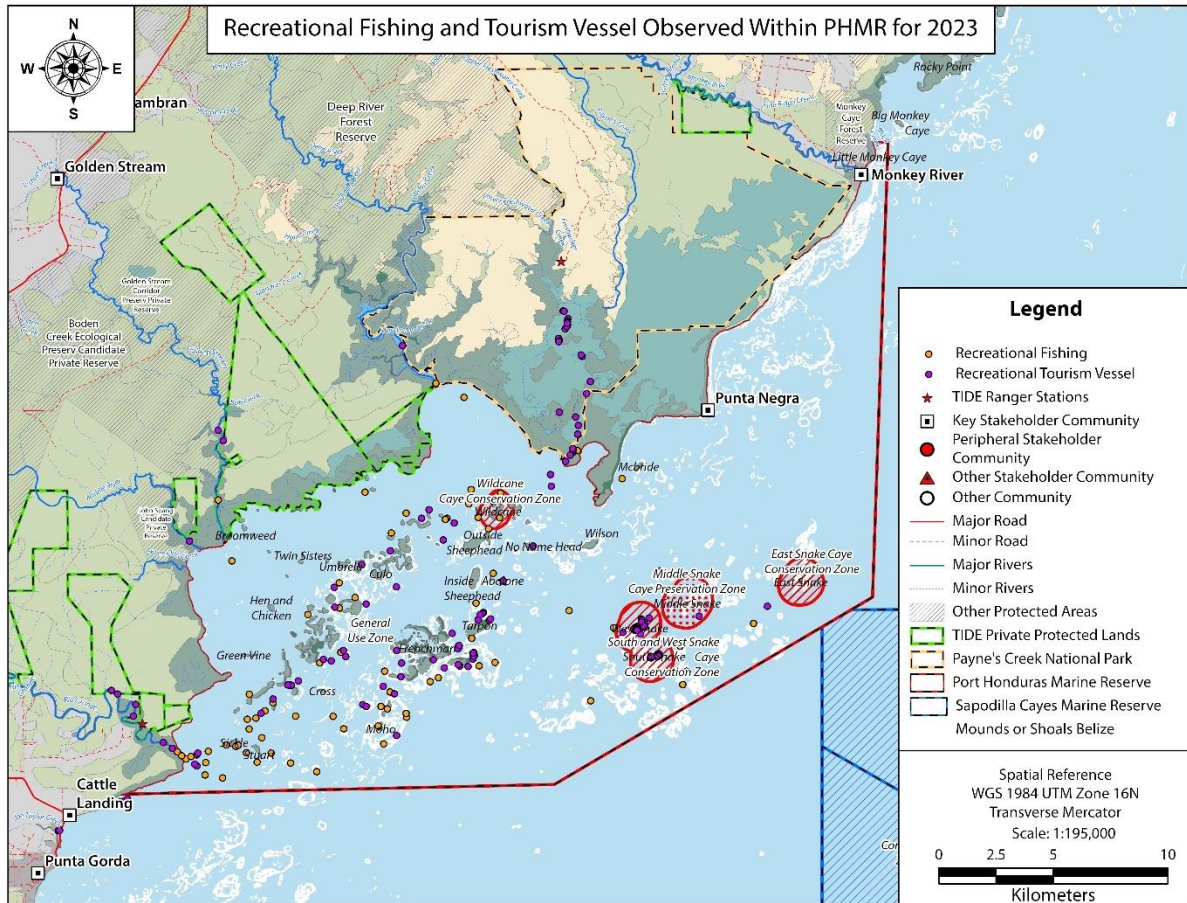 Recreational Fishing and Tourism Vessel Observed Within PHMR for 2023
N
W
E
S
Rocky Point
ambran
Deep River
Forest
Reserve
Monkey
Caye
Forest
Reserve
Big Monkey
Caye
Little Monkey Caye
Golden Stream
Monkey River
Golden Stream
Corridor
Preserv Private
Reserve
Boden
Creek Ecological
Preserv Candidate
Private Reserve
Punta Negra
Mcbride
Wildcane
Caye Conservation Zone
Wildcane
Broomweed
Outside
Sheephead
No Name Head
Wilson
Twin Sisters
Umbrela
Culo
East Snake Caye
Conservation Zone
East Snake
Inside
Sheephead
Abalone
Middle Snake
Caye Preservation Zone
Middle Snake
Hen and
Chicken
General
Use Zone
Tarpon
Green Vine
Frenchman
South and West Snake
South Snake
Caye
Conservation Zone
Cross
Moho
Sickle
Stuart
Cattle
Landing
Punta Gorda
Legend
Recreational Fishing
Recreational Tourism Vessel
TIDE Ranger Stations
Key Stakeholder Community
Peripheral Stakeholder
Community
Other Stakeholder Community
Other Community
Major Road
Minor Road
Major Rivers
Minor Rivers
Other Protected Areas
TIDE Private Protected Lands
Payne's Creek National Park
Port Honduras Marine Reserve
Sapodilla Cayes Marine Reserve
Mounds or Shoals Belize
Spatial Reference
WGS 1984 UTM Zone 16N
Transverse Mercator
Scale: 1:195,000
0 2.5 5 10
Kilometers